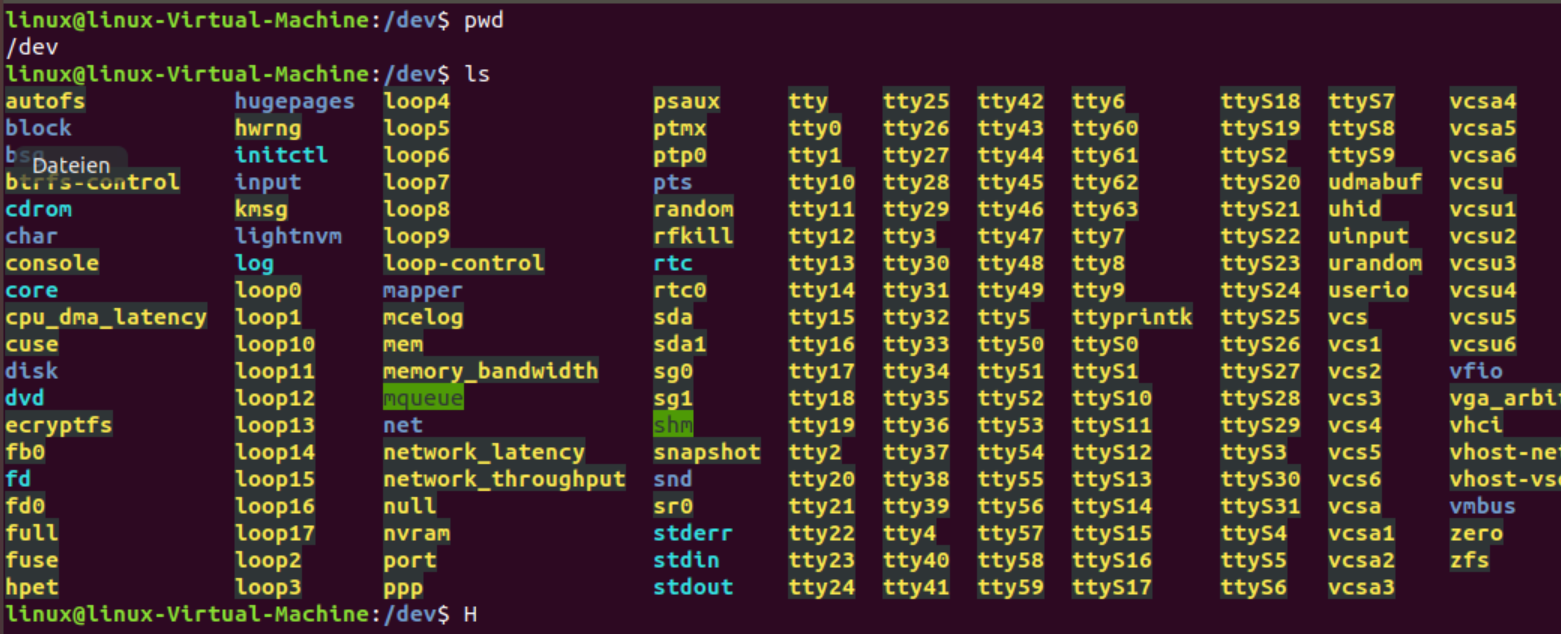 linux@linux-Virtual-Machine:/dev$ pwd
/dev
linux@linux-Virtual-Machine:/dev$ ls
autofs hugepages loop4 psaux tty tty25 tty42 tty6 ttyS18 ttyS7 vcsa4
block hwrng loop5 ptmx tty0 tty26 tty43 tty60 ttyS19 ttyS8 vcsa5
bsg initctl loop6 ptp0 tty1 tty27 tty44 tty61 ttyS2 ttyS9 vcsa6
Dateien
btrfs-control input loop7 pts tty10 tty28 tty45 tty62 ttyS20 udmabuf vcsu
cdrom kmsg loop8 random tty11 tty29 tty46 tty63 ttyS21 uhid vcsu1
char lightnvm loop9 rfkill tty12 tty3 tty47 tty7 ttyS22 uinput vcsu2
console log loop-control rtc tty13 tty30 tty48 tty8 ttyS23 urandom vcsu3
core loop0 mapper rtc0 tty14 tty31 tty49 tty9 ttyS24 userio vcsu4
cpu_dma_latency loop1 mcelog sda tty15 tty32 tty5 ttyprintk ttyS25 vcs vcsu5
cuse loop10 mem sda1 tty16 tty33 tty50 ttyS0 ttyS26 vcs1 vcsu6
disk loop11 memory_bandwidth sg0 tty17 tty34 tty51 ttyS1 ttyS27 vcs2 vfio
dvd loop12 mqueue sg1 tty18 tty35 tty52 ttyS10 ttyS28 vcs3 vga_arbi
ecryptfs loop13 net shm tty19 tty36 tty53 ttyS11 ttyS29 vcs4 vhci
fb0 loop14 network_latency snapshot tty2 tty37 tty54 ttyS12 ttyS3 vcs5 vhost-ne
fd loop15 network_throughput snd tty20 tty38 tty55 ttyS13 ttyS30 vcs6 vhost-vs
fd0 loop16 null sr0 tty21 tty39 tty56 ttyS14 ttyS31 vcsa vmbus
full loop17 nvram stderr tty22 tty4 tty57 ttyS15 ttyS4 vcsa1 zero
fuse loop2 port stdin tty23 tty40 tty58 ttyS16 ttyS5 vcsa2 zfs
hpet loop3 ppp stdout tty24 tty41 tty59 ttyS17 ttyS6 vcsa3
linux@linux-Virtual-Machine:/dev$ H